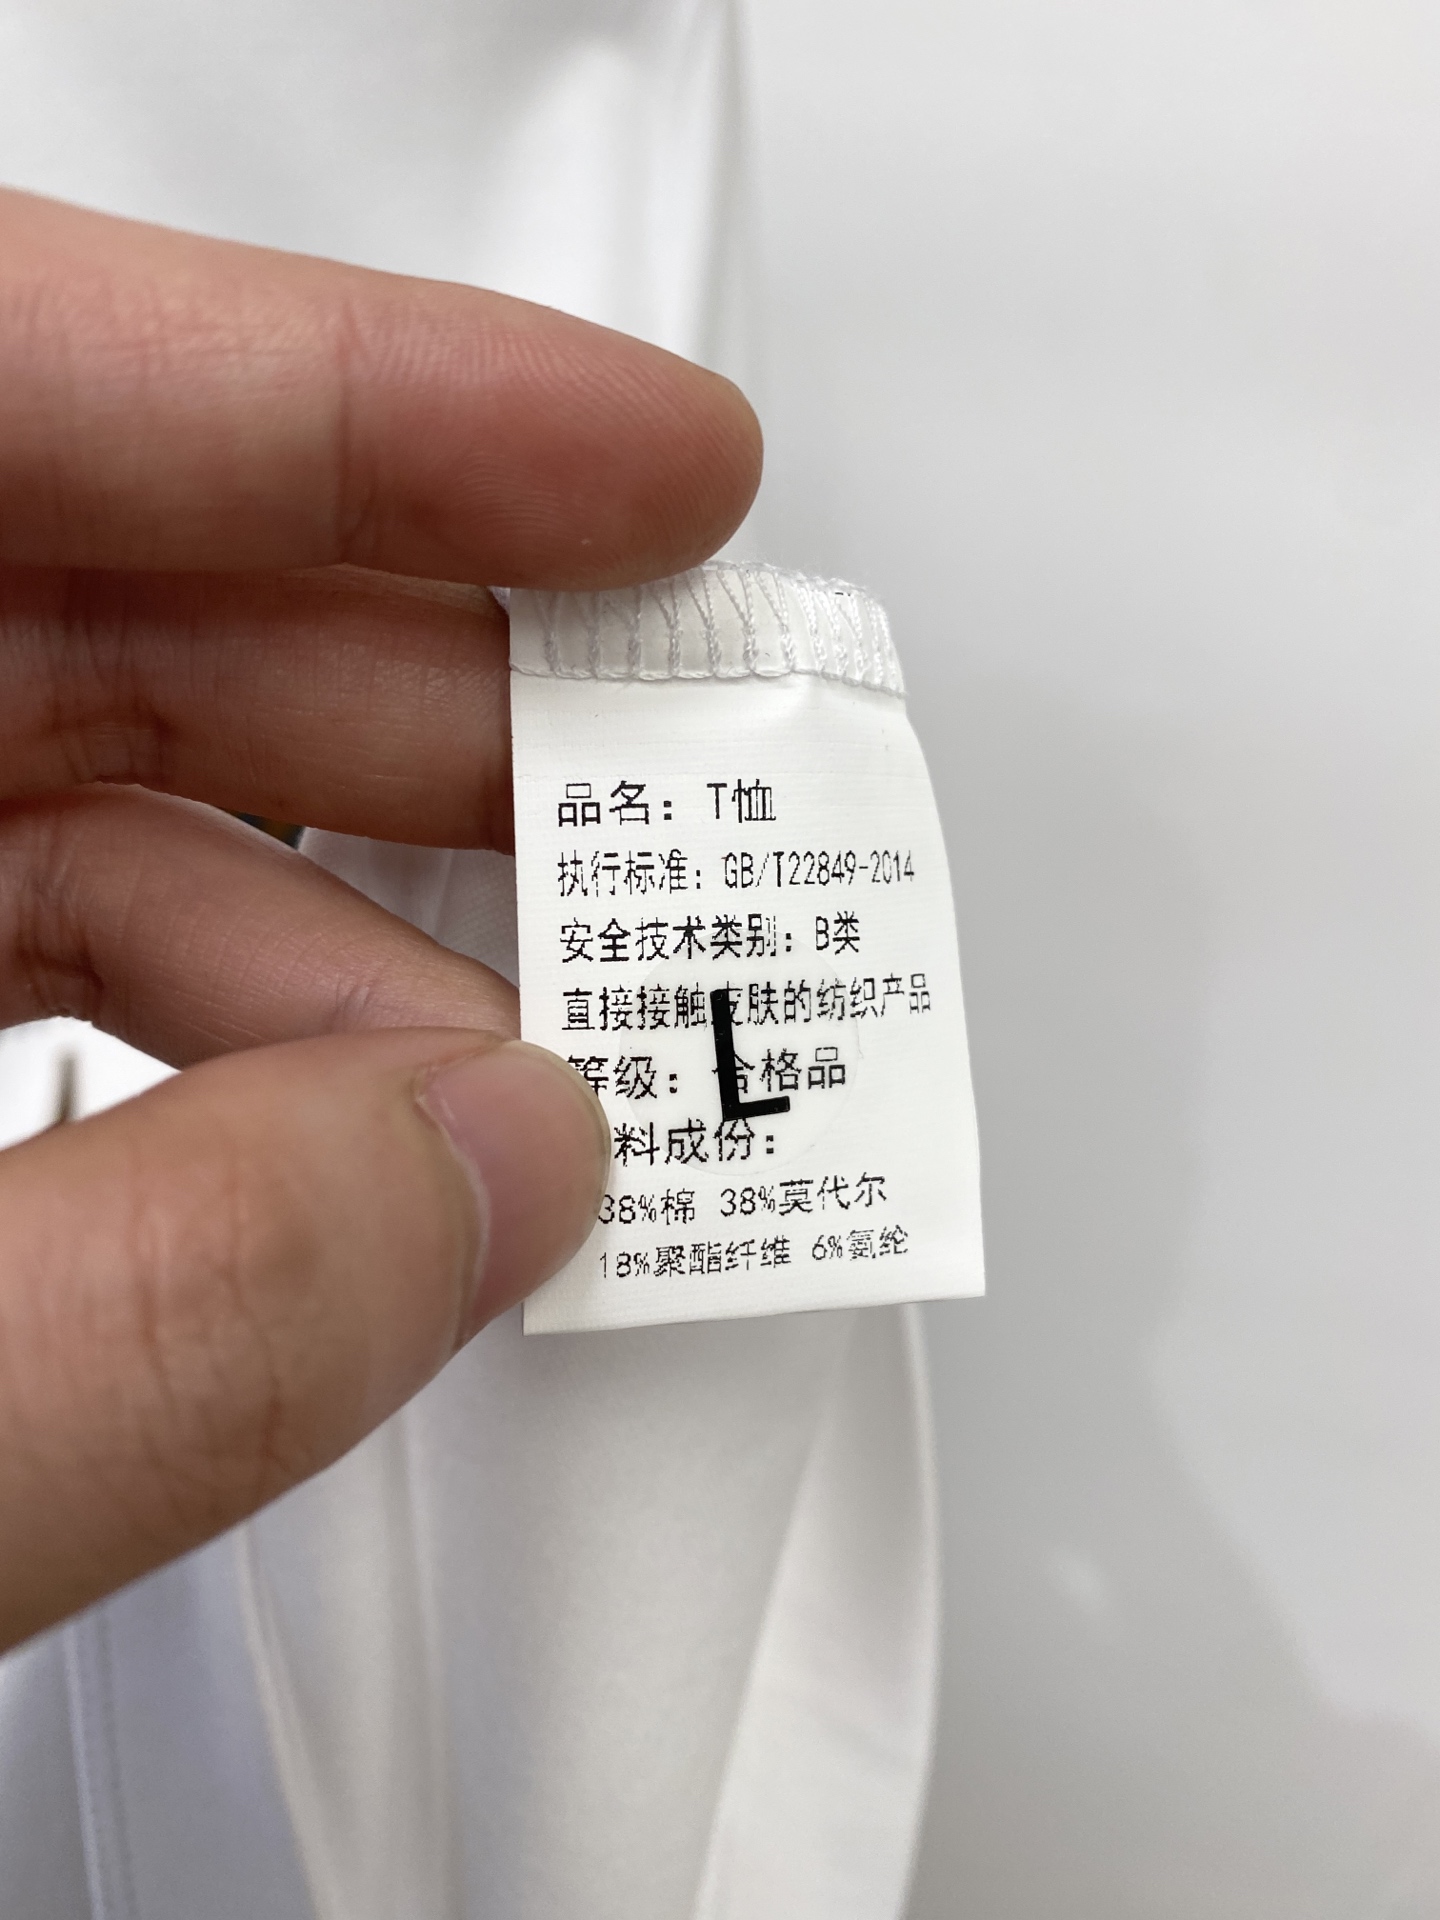 品名：T恤
执行标准：GB/T22849-2014
安全技术类别：B类
直接接触皮肤的纺织产品
等级：合格品
L
料成份：
38%棉 38%莫代尔
18%聚酯纤维 6%氨纶